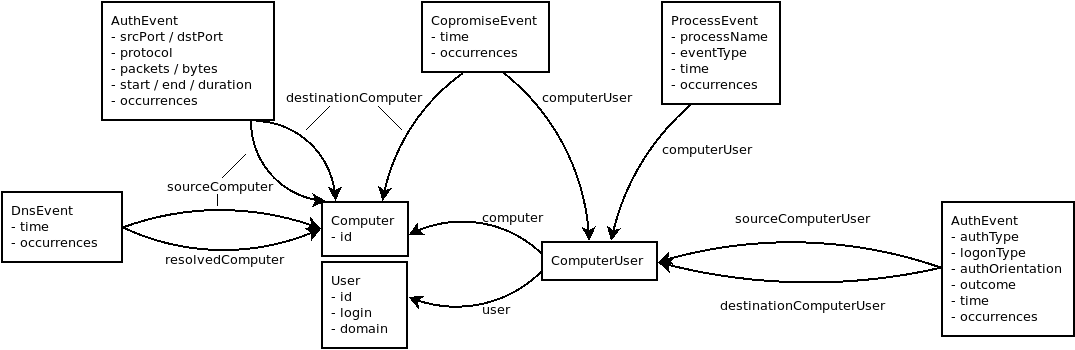 AuthEvent
- srcPort / dstPort
- protocol
- packets / bytes
- start / end / duration
- occurrences
CopromiseEvent
- time
- occurrences
ProcessEvent
- processName
- eventType
- time
- occurrences
destinationComputer
computerUser
computerUser
sourceComputer
DnsEvent
- time
- occurrences
resolvedComputer
Computer
- id
computer
User
- id
- login
- domain
user
ComputerUser
sourceComputerUser
destinationComputerUser
AuthEvent
- authType
- logonType
- authOrientation
- outcome
- time
- occurrences